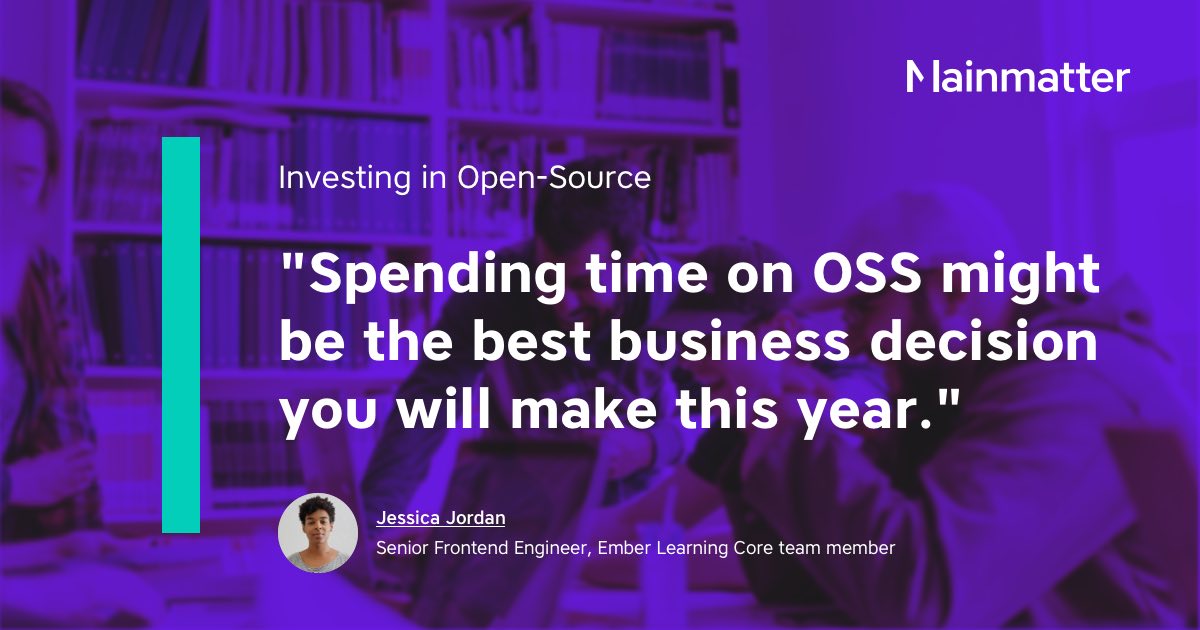 Mainmatter
Investing in Open-Source
"Spending time on OSS might
be the best business decision
you will make this year."
Jessica Jordan
Senior Frontend Engineer, Ember Learning Core team member